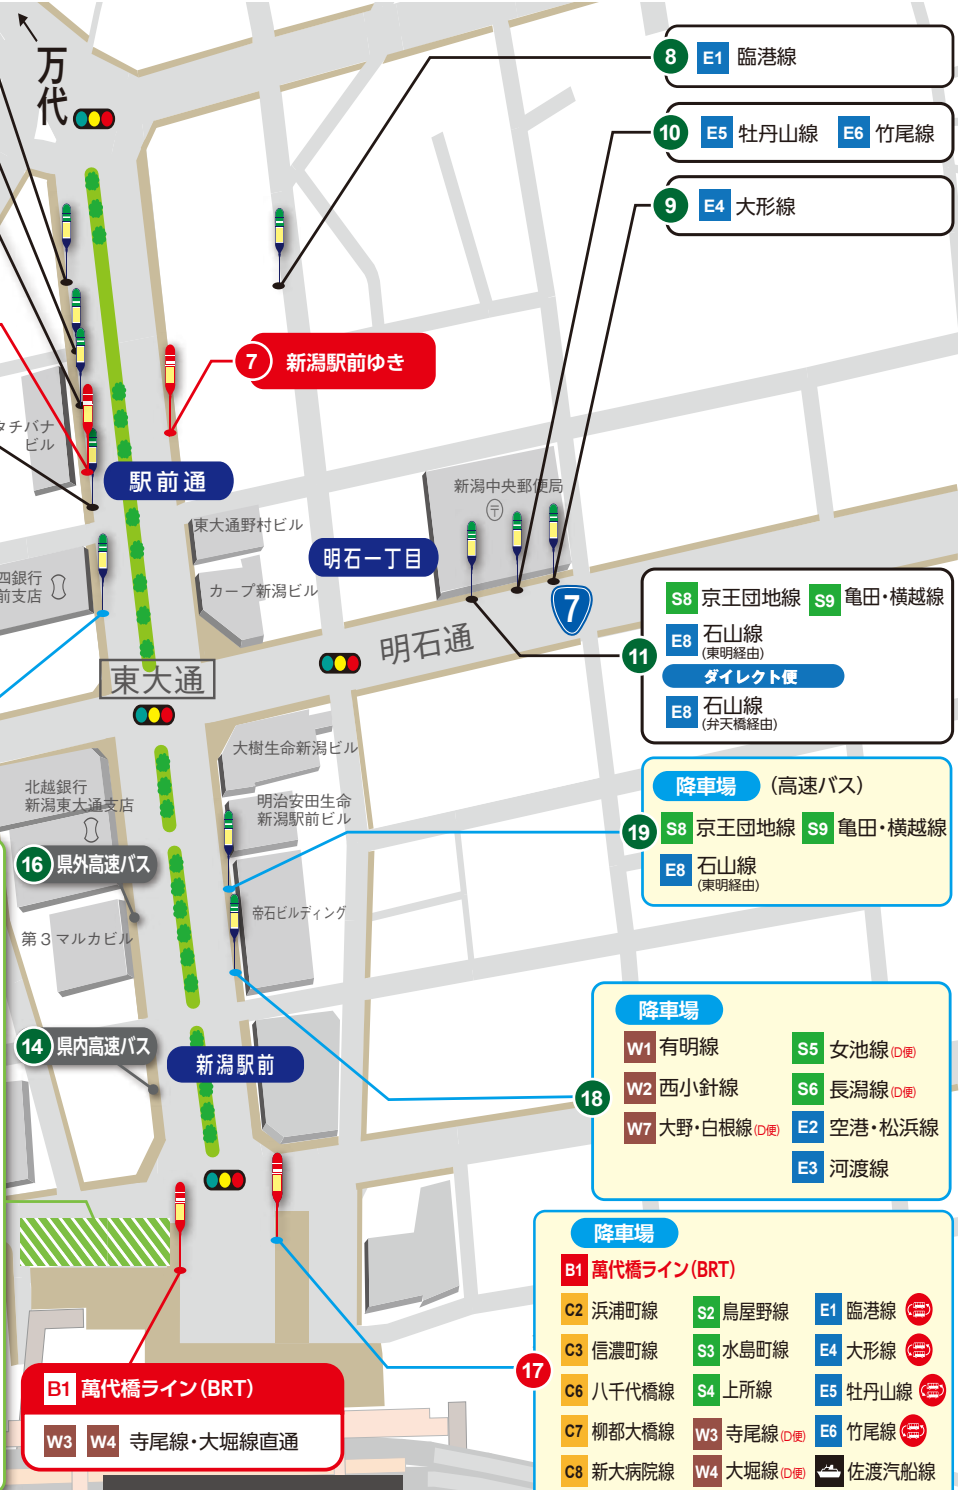 万代
8 E1 臨港線
10 E5 牡丹山線 E6 竹尾線
9 E4 大形線
7 新潟駅前ゆき
タチバナ
ビル
駅前通
新潟中央郵便局
〒
東大通野村ビル
明石一丁目
四銀行
前支店
カープ新潟ビル
7
明石通
東大通
11 S8 京王団地線 S9 亀田・横越線
E8 石山線
(東明経由)
ダイレクト便
E8 石山線
(弁天橋経由)
大樹生命新潟ビル
北越銀行
新潟東大通支店
明治安田生命
新潟駅前ビル
降車場 (高速バス)
19 S8 京王団地線 S9 亀田・横越線
E8 石山線
(東明経由)
16 県外高速バス
帝石ビルディング
第3マルカビル
14 県内高速バス
新潟駅前
18 降車場
W1 有明線 S5 女池線(D便)
W2 西小針線 S6 長潟線(D便)
W7 大野・白根線(D便) E2 空港・松浜線
E3 河渡線
17 降車場
B1 萬代橋ライン(BRT)
C2 浜浦町線 S2 鳥屋野線 E1 臨港線
C3 信濃町線 S3 水島町線 E4 大形線
C6 八千代橋線 S4 上所線 E5 牡丹山線
C7 柳都大橋線 W3 寺尾線(D便) E6 竹尾線
C8 新大病院線 W4 大堀線(D便) 佐渡汽船線
B1 萬代橋ライン(BRT)
W3 W4 寺尾線・大堀線直通